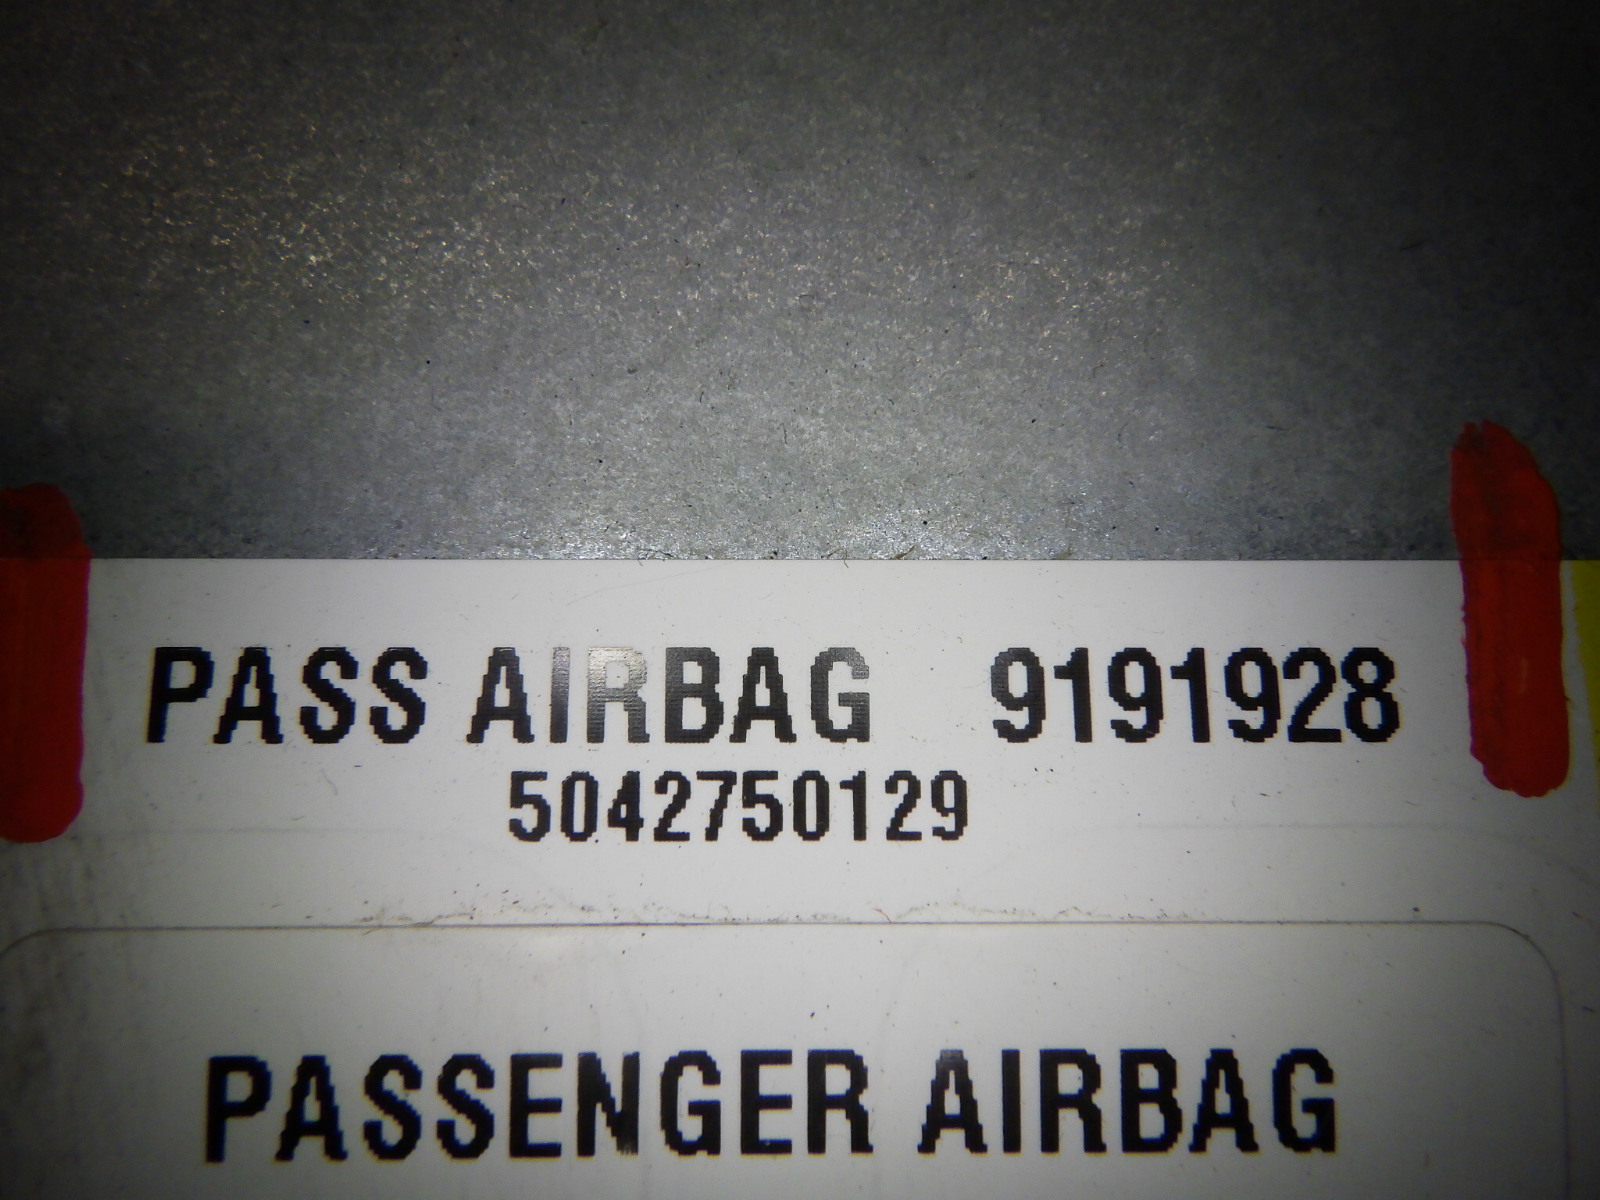 PASS AIRBAG 9191928
5042750129
PASSENGER AIRBAG